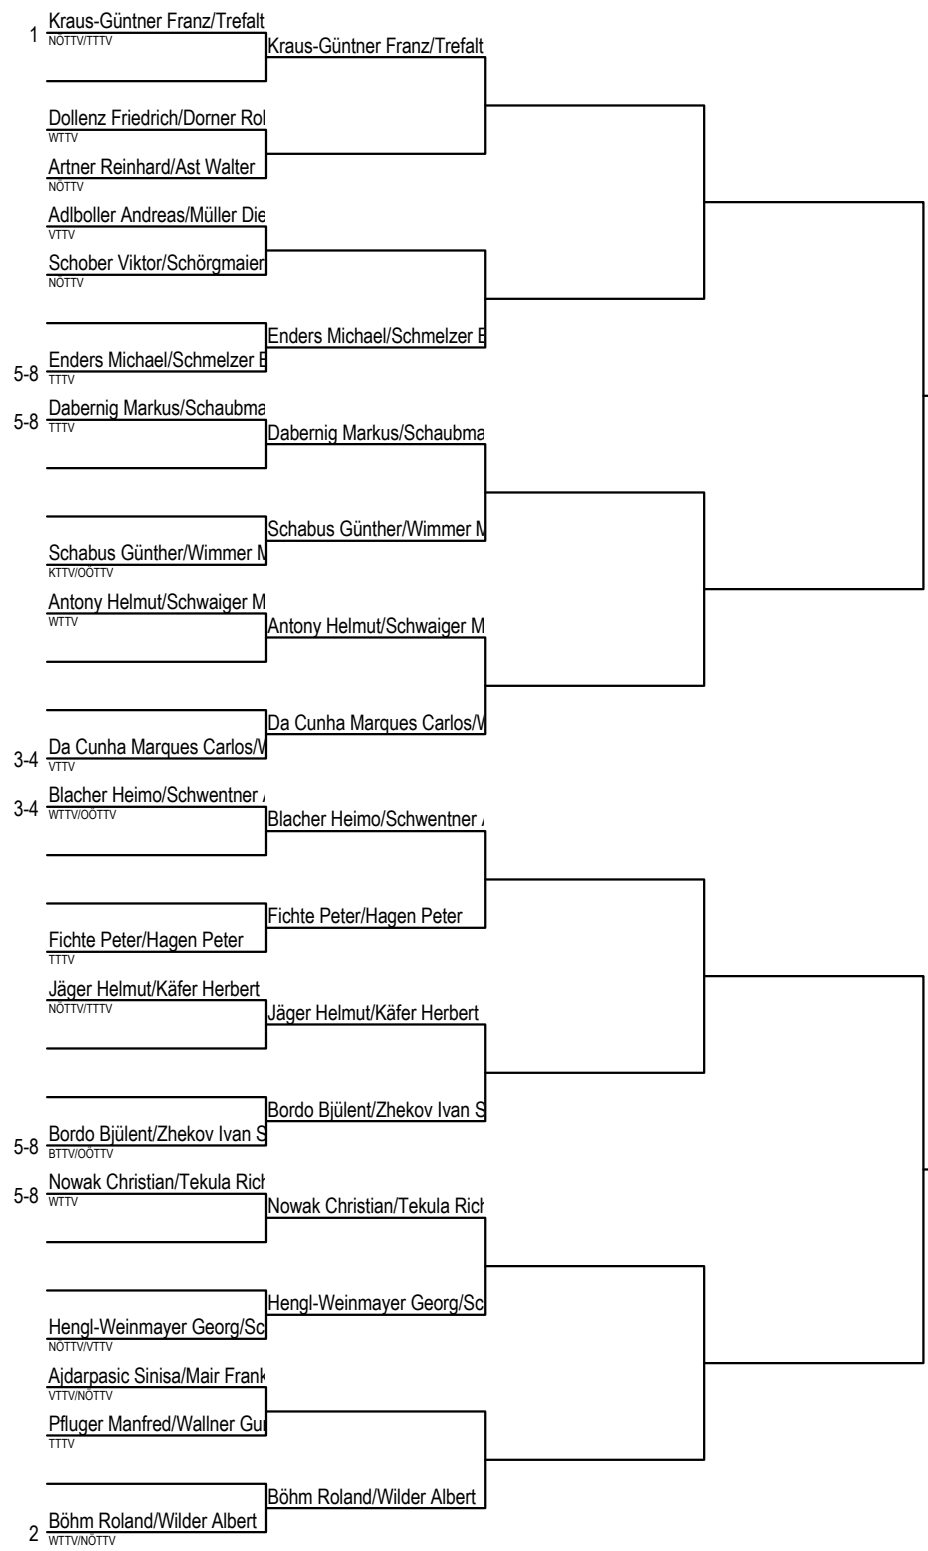 Kraus-Güntner Franz/Trefalt
1
NÖTTV/TTTV
Kraus-Güntner Franz/Trefalt
Dollenz Friedrich/Dorner Rol
WTTV
Artner Reinhard/Ast Walter
NÖTTV
Adlboller Andreas/Müller Die
VTTV
Schober Viktor/Schörgmaier
NÖTTV
Enders Michael/Schmelzer E
Enders Michael/Schmelzer E
5-8
TTTV
Dabernig Markus/Schaubma
5-8
TTTV
Dabernig Markus/Schaubma
Schabus Günther/Wimmer M
Schabus Günther/Wimmer M
KTTV/OÖTTV
Antony Helmut/Schwaiger M
WTTV
Antony Helmut/Schwaiger M
Da Cunha Marques Carlos/W
Da Cunha Marques Carlos/W
3-4
VTTV
Blacher Heimo/Schwentner A
3-4
WTTV/OÖTTV
Blacher Heimo/Schwentner A
Fichte Peter/Hagen Peter
Fichte Peter/Hagen Peter
TTTV
Jäger Helmut/Käfer Herbert
NÖTTV/TTTV
Jäger Helmut/Käfer Herbert
Bordo Bjülent/Zhekov Ivan S
Bordo Bjülent/Zhekov Ivan S
5-8
BTTV/OÖTTV
Nowak Christian/Tekula Rich
5-8
WTTV
Nowak Christian/Tekula Rich
Hengl-Weinmayer Georg/Sc
Hengl-Weinmayer Georg/Sc
NÖTTV/VTTV
Ajdarpasic Sinisa/Mair Frank
VTTV/NÖTTV
Pfluger Manfred/Wallner Gu
TTTV
Böhm Roland/Wilder Albert
Böhm Roland/Wilder Albert
2
WTTV/NÖTTV